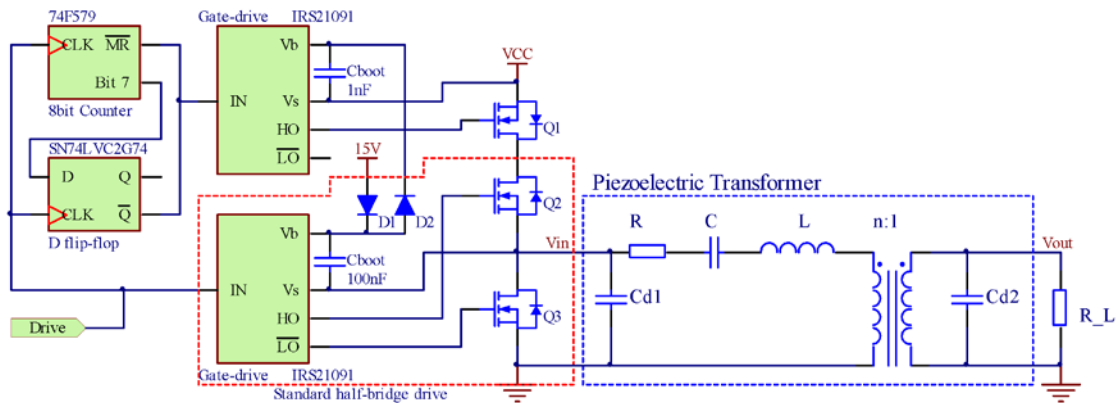 74F579
CLK
MR
Bit 7
8bit Counter
SN74LVC2G74
D
Q
CLK
Q
D flip-flop
Drive
Gate-drive IRS21091
Vb
Cboot
1nF
IN
Vs
HO
LO
VCC
Q1
15V
Q2
D1
D2
Vb
Cboot
100nF
IN
Vs
HO
LO
Q3
Gate-drive IRS21091
Standard half-bridge drive
Piezoelectric Transformer
Vin
R
C
L
n:1
Vout
Cd1
Cd2
R_L